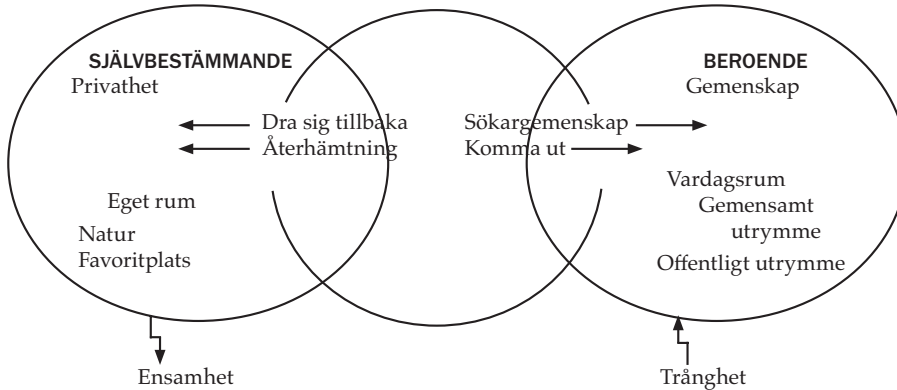 SJÄLVBESTÄMMANDE
Privathet
Dra sig tillbaka
Återhämtning
Eget rum
Natur
Favoritplats
Ensamhet
BEROENDE
Gemenskap
Sökargemenskap
Komma ut
Vardagsrum
Gemensamt
utrymme
Offentligt utrymme
Trånghet